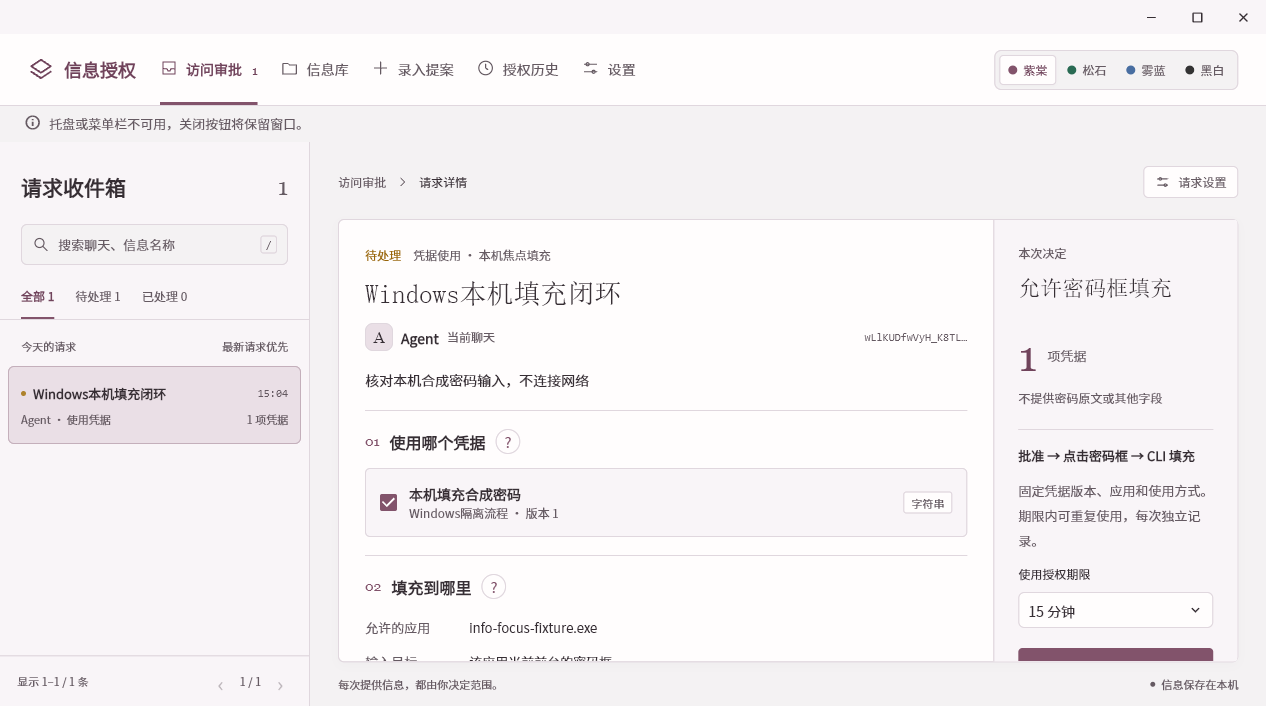 信息授权
访问审批 1
信息库
录入提案
授权历史
设置
紫棠
松石
雾蓝
黑白
托盘或菜单栏不可用，关闭按钮将保留窗口。
请求收件箱
1
搜索聊天、信息名称
/
全部 1
待处理 1
已处理 0
今天的请求
最新请求优先
Windows本机填充闭环
15:04
Agent · 使用凭据
1 项凭据
显示 1–1 / 1 条
1 / 1
访问审批
请求详情
请求设置
待处理 凭据使用 · 本机焦点填充
Windows本机填充闭环
A
Agent 当前聊天
wLlKUDfwVyH_K8TL…
核对本机合成密码输入，不连接网络
01 使用哪个凭据 ?
本机填充合成密码
Windows隔离流程 · 版本 1
字符串
02 填充到哪里 ?
允许的应用
info-focus-fixture.exe
输入目标
该应用当前前台的密码框
本次决定
允许密码框填充
1 项凭据
不提供密码原文或其他字段
批准 → 点击密码框 → CLI 填充
固定凭据版本、应用和使用方式。
期限内可重复使用，每次独立记
录。
使用授权期限
15 分钟
每次提供信息，都由你决定范围。
信息保存在本机